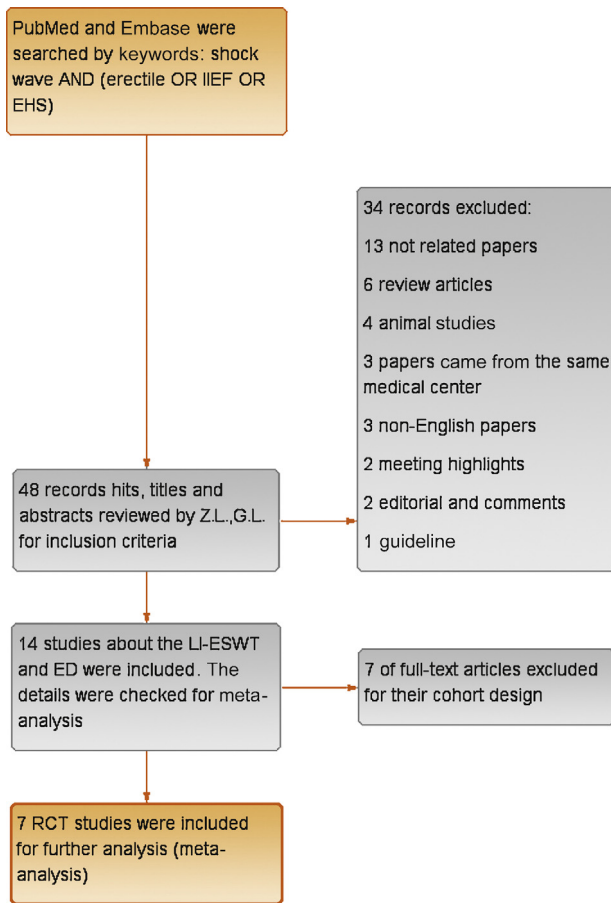 PubMed and Embase were
searched by keywords: shock
wave AND (erectile OR IIEF OR
EHS)
34 records excluded:
13 not related papers
6 review articles
4 animal studies
3 papers came from the same
medical center
3 non-English papers
2 meeting highlights
2 editorial and comments
1 guideline
48 records hits, titles and
abstracts reviewed by Z.L.,G.L.
for inclusion criteria
14 studies about the LI-ESWT
and ED were included. The
details were checked for meta-
analysis
7 of full-text articles excluded
for their cohort design
7 RCT studies were included
for further analysis (meta-
analysis)